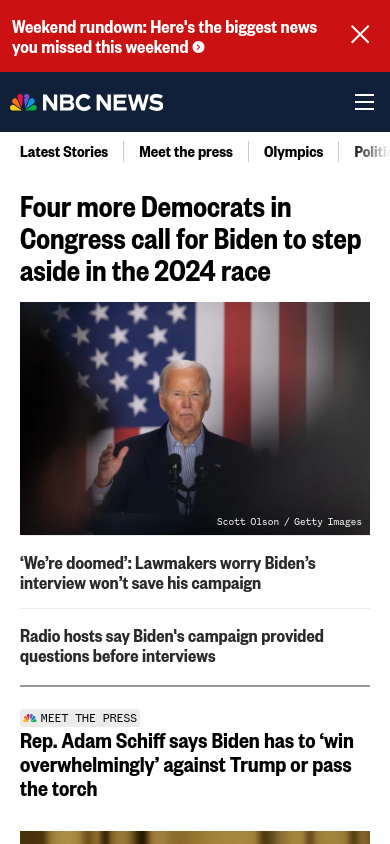 Weekend rundown: Here's the biggest news
you missed this weekend
NBC NEWS
Latest Stories
Meet the press
Olympics
Four more Democrats in
Congress call for Biden to step
aside in the 2024 race
Scott Olson / Getty Images
‘We’re doomed’: Lawmakers worry Biden’s
interview won’t save his campaign
Radio hosts say Biden's campaign provided
questions before interviews
MEET THE PRESS
Rep. Adam Schiff says Biden has to ‘win
overwhelmingly’ against Trump or pass
the torch